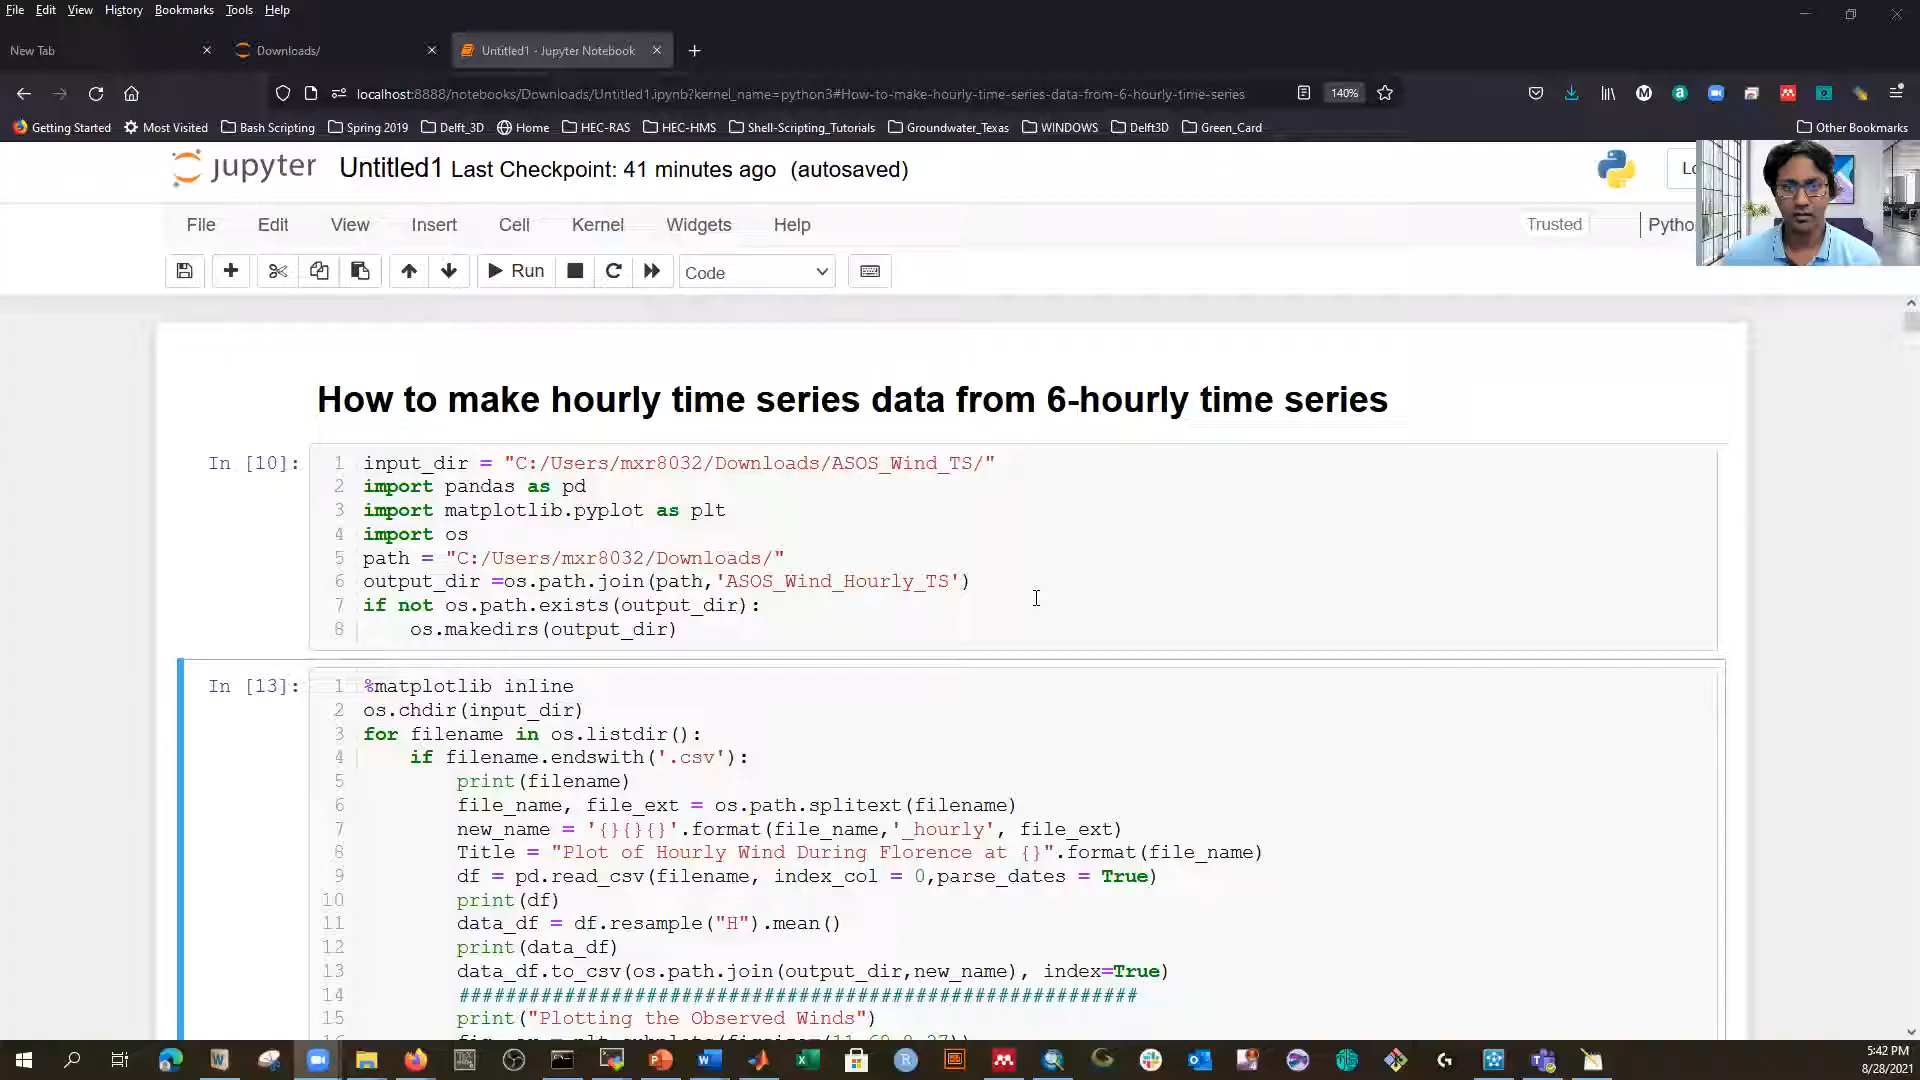 File Edit View History Bookmarks Tools Help
New Tab
Downloads/
Untitled1 - Jupyter Notebook
localhost:8888/notebooks/Downloads/Untitled1.ipynb?kernel_name=python3#How-to-make-hourly-time-series-data-from-6-hourly-time-series
140%
Getting Started Most Visited Bash Scripting Spring 2019 Delft_3D Home HEC-RAS HEC-HMS Shell-Scripting_Tutorials Groundwater_Texas WINDOWS Delft3D Green_Card Other Bookmarks
jupyter Untitled1 Last Checkpoint: 41 minutes ago (autosaved)
File Edit View Insert Cell Kernel Widgets Help Trusted
Run Code
How to make hourly time series data from 6-hourly time series
In [10]:
1 input_dir = "C:/Users/mxr8032/Downloads/ASOS_Wind_TS/"
2 import pandas as pd
3 import matplotlib.pyplot as plt
4 import os
5 path = "C:/Users/mxr8032/Downloads/"
6 output_dir =os.path.join(path,'ASOS_Wind_Hourly_TS')
7 if not os.path.exists(output_dir):
8     os.makedirs(output_dir)
In [13]:
1 %matplotlib inline
2 os.chdir(input_dir)
3 for filename in os.listdir():
4     if filename.endswith('.csv'):
5         print(filename)
6         file_name, file_ext = os.path.splitext(filename)
7         new_name = '{}{}{}'.format(file_name,'_hourly', file_ext)
8         Title = "Plot of Hourly Wind During Florence at {}".format(file_name)
9         df = pd.read_csv(filename, index_col = 0,parse_dates = True)
10         print(df)
11         data_df = df.resample("H").mean()
12         print(data_df)
13         data_df.to_csv(os.path.join(output_dir,new_name), index=True)
14         ##########################################################
15         print("Plotting the Observed Winds")
5:42 PM
8/28/2021